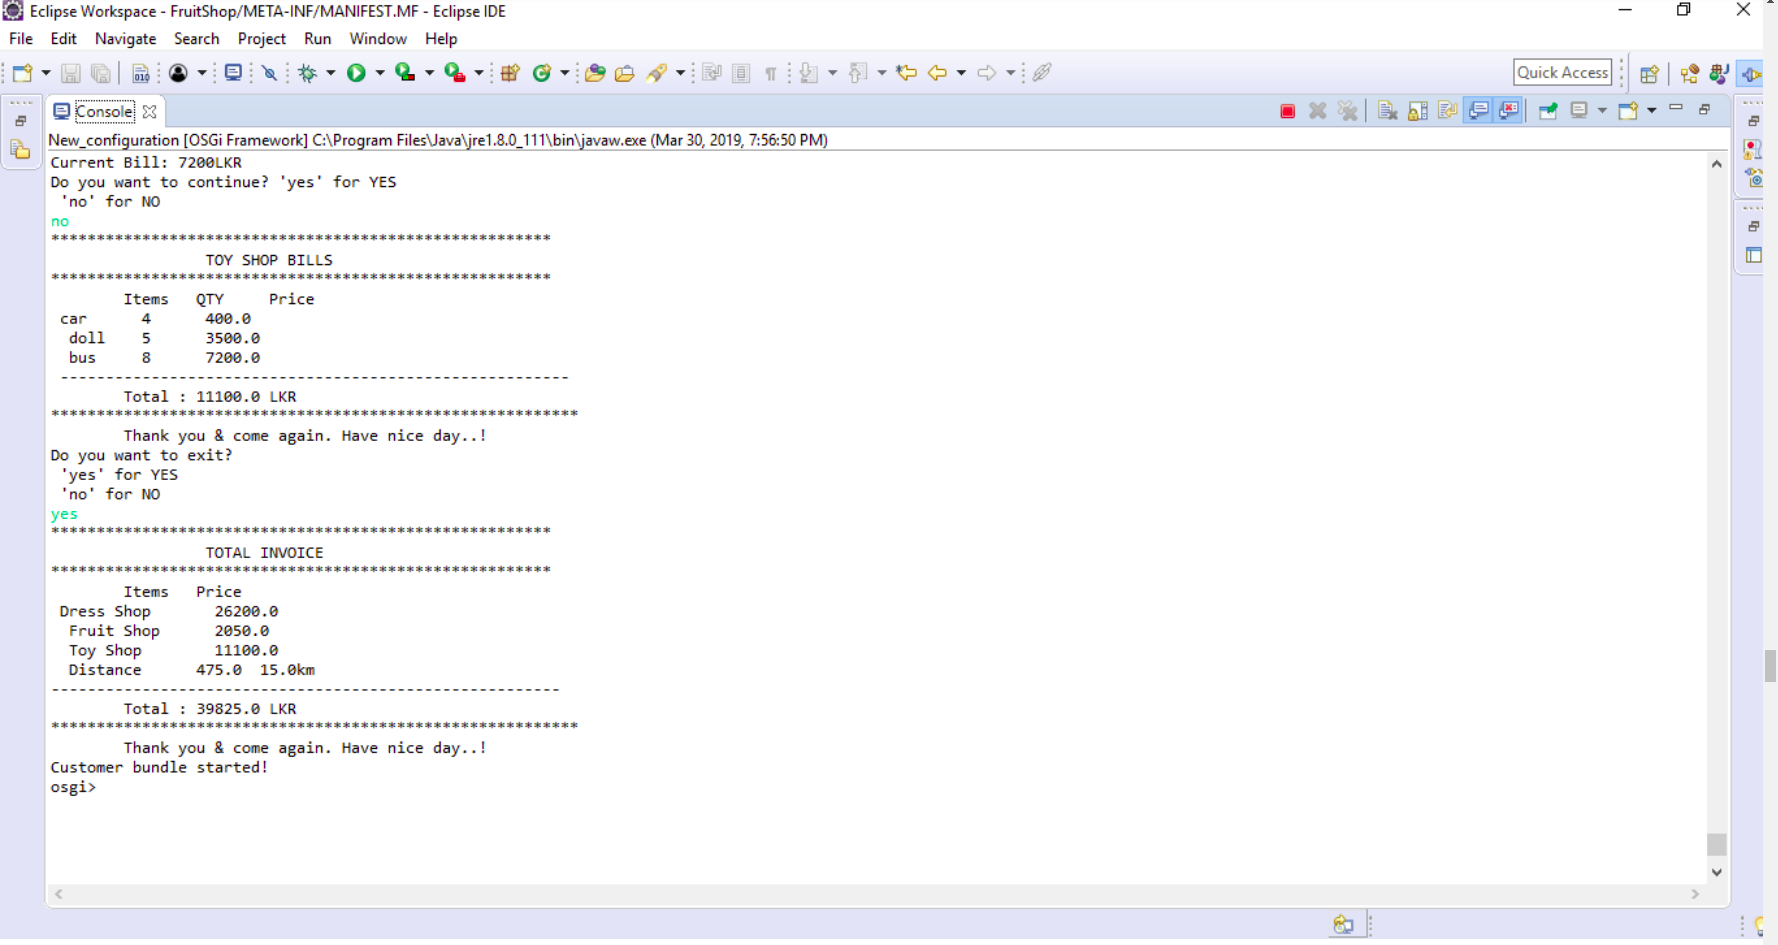 Eclipse Workspace - FruitShop/META-INF/MANIFEST.MF - Eclipse IDE
File Edit Navigate Search Project Run Window Help
Quick Access
Console
New_configuration [OSGi Framework] C:\Program Files\Java\jre1.8.0_111\bin\javaw.exe (Mar 30, 2019, 7:56:50 PM)
Current Bill: 7200LKR
Do you want to continue? 'yes' for YES
'no' for NO
no
*******************************************************
TOY SHOP BILLS
*******************************************************
Items QTY Price
car 4 400.0
doll 5 3500.0
bus 8 7200.0
--------------------------------------------------------
Total : 11100.0 LKR
**********************************************************
Thank you & come again. Have nice day..!
Do you want to exit?
'yes' for YES
'no' for NO
yes
*******************************************************
TOTAL INVOICE
*******************************************************
Items Price
Dress Shop 26200.0
Fruit Shop 2050.0
Toy Shop 11100.0
Distance 475.0 15.0km
--------------------------------------------------------
Total : 39825.0 LKR
**********************************************************
Thank you & come again. Have nice day..!
Customer bundle started!
osgi>